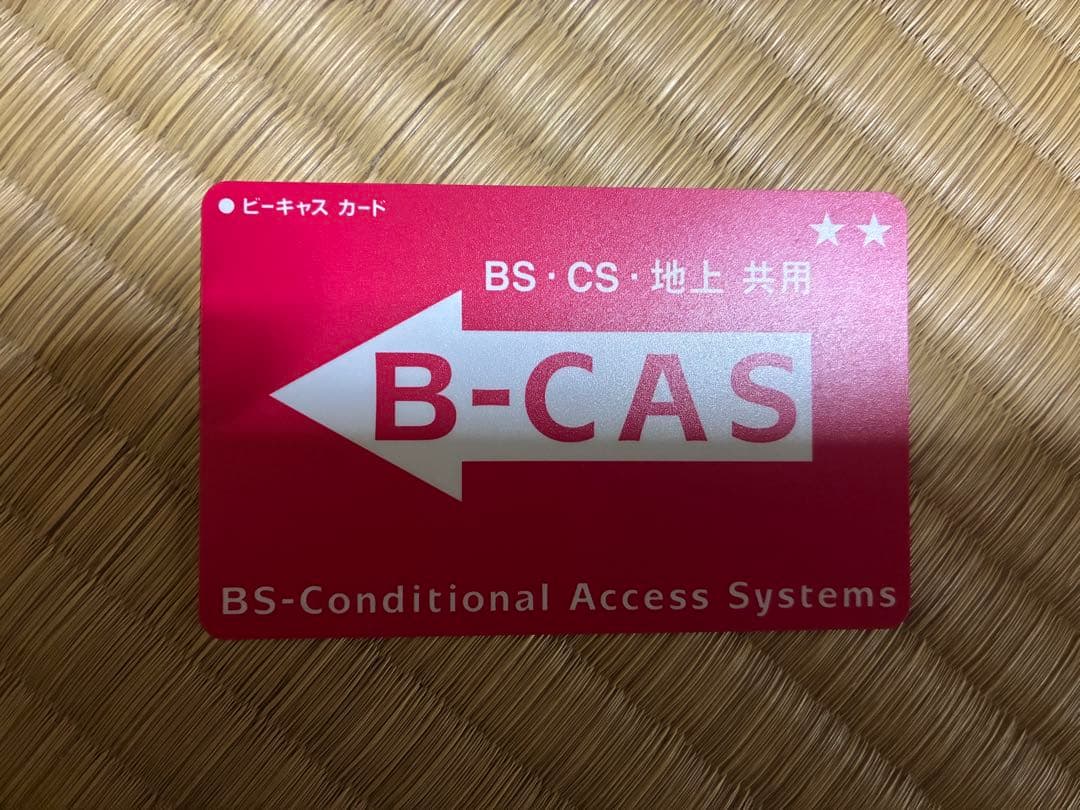 ● ビーキャス カード
★★
BS・CS・地上 共用
B-CAS
BS-Conditional Access Systems